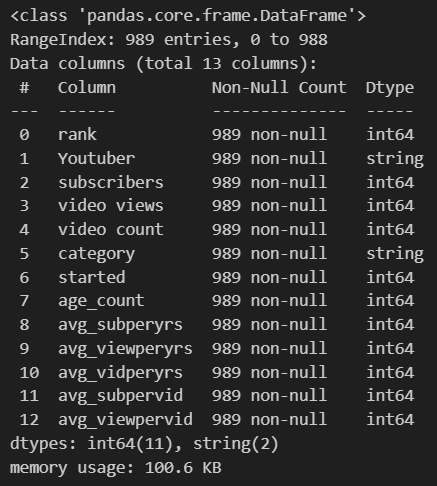 <class 'pandas.core.frame.DataFrame'>
RangeIndex: 989 entries, 0 to 988
Data columns (total 13 columns):
 #   Column          Non-Null Count  Dtype
---  ------          --------------  -----
 0   rank            989 non-null    int64
 1   Youtuber        989 non-null    string
 2   subscribers     989 non-null    int64
 3   video views     989 non-null    int64
 4   video count     989 non-null    int64
 5   category        989 non-null    string
 6   started         989 non-null    int64
 7   age_count       989 non-null    int64
 8   avg_subperyrs   989 non-null    int64
 9   avg_viewperyrs  989 non-null    int64
 10  avg_vidperyrs   989 non-null    int64
 11  avg_subpervid   989 non-null    int64
 12  avg_viewpervid  989 non-null    int64
dtypes: int64(11), string(2)
memory usage: 100.6 KB